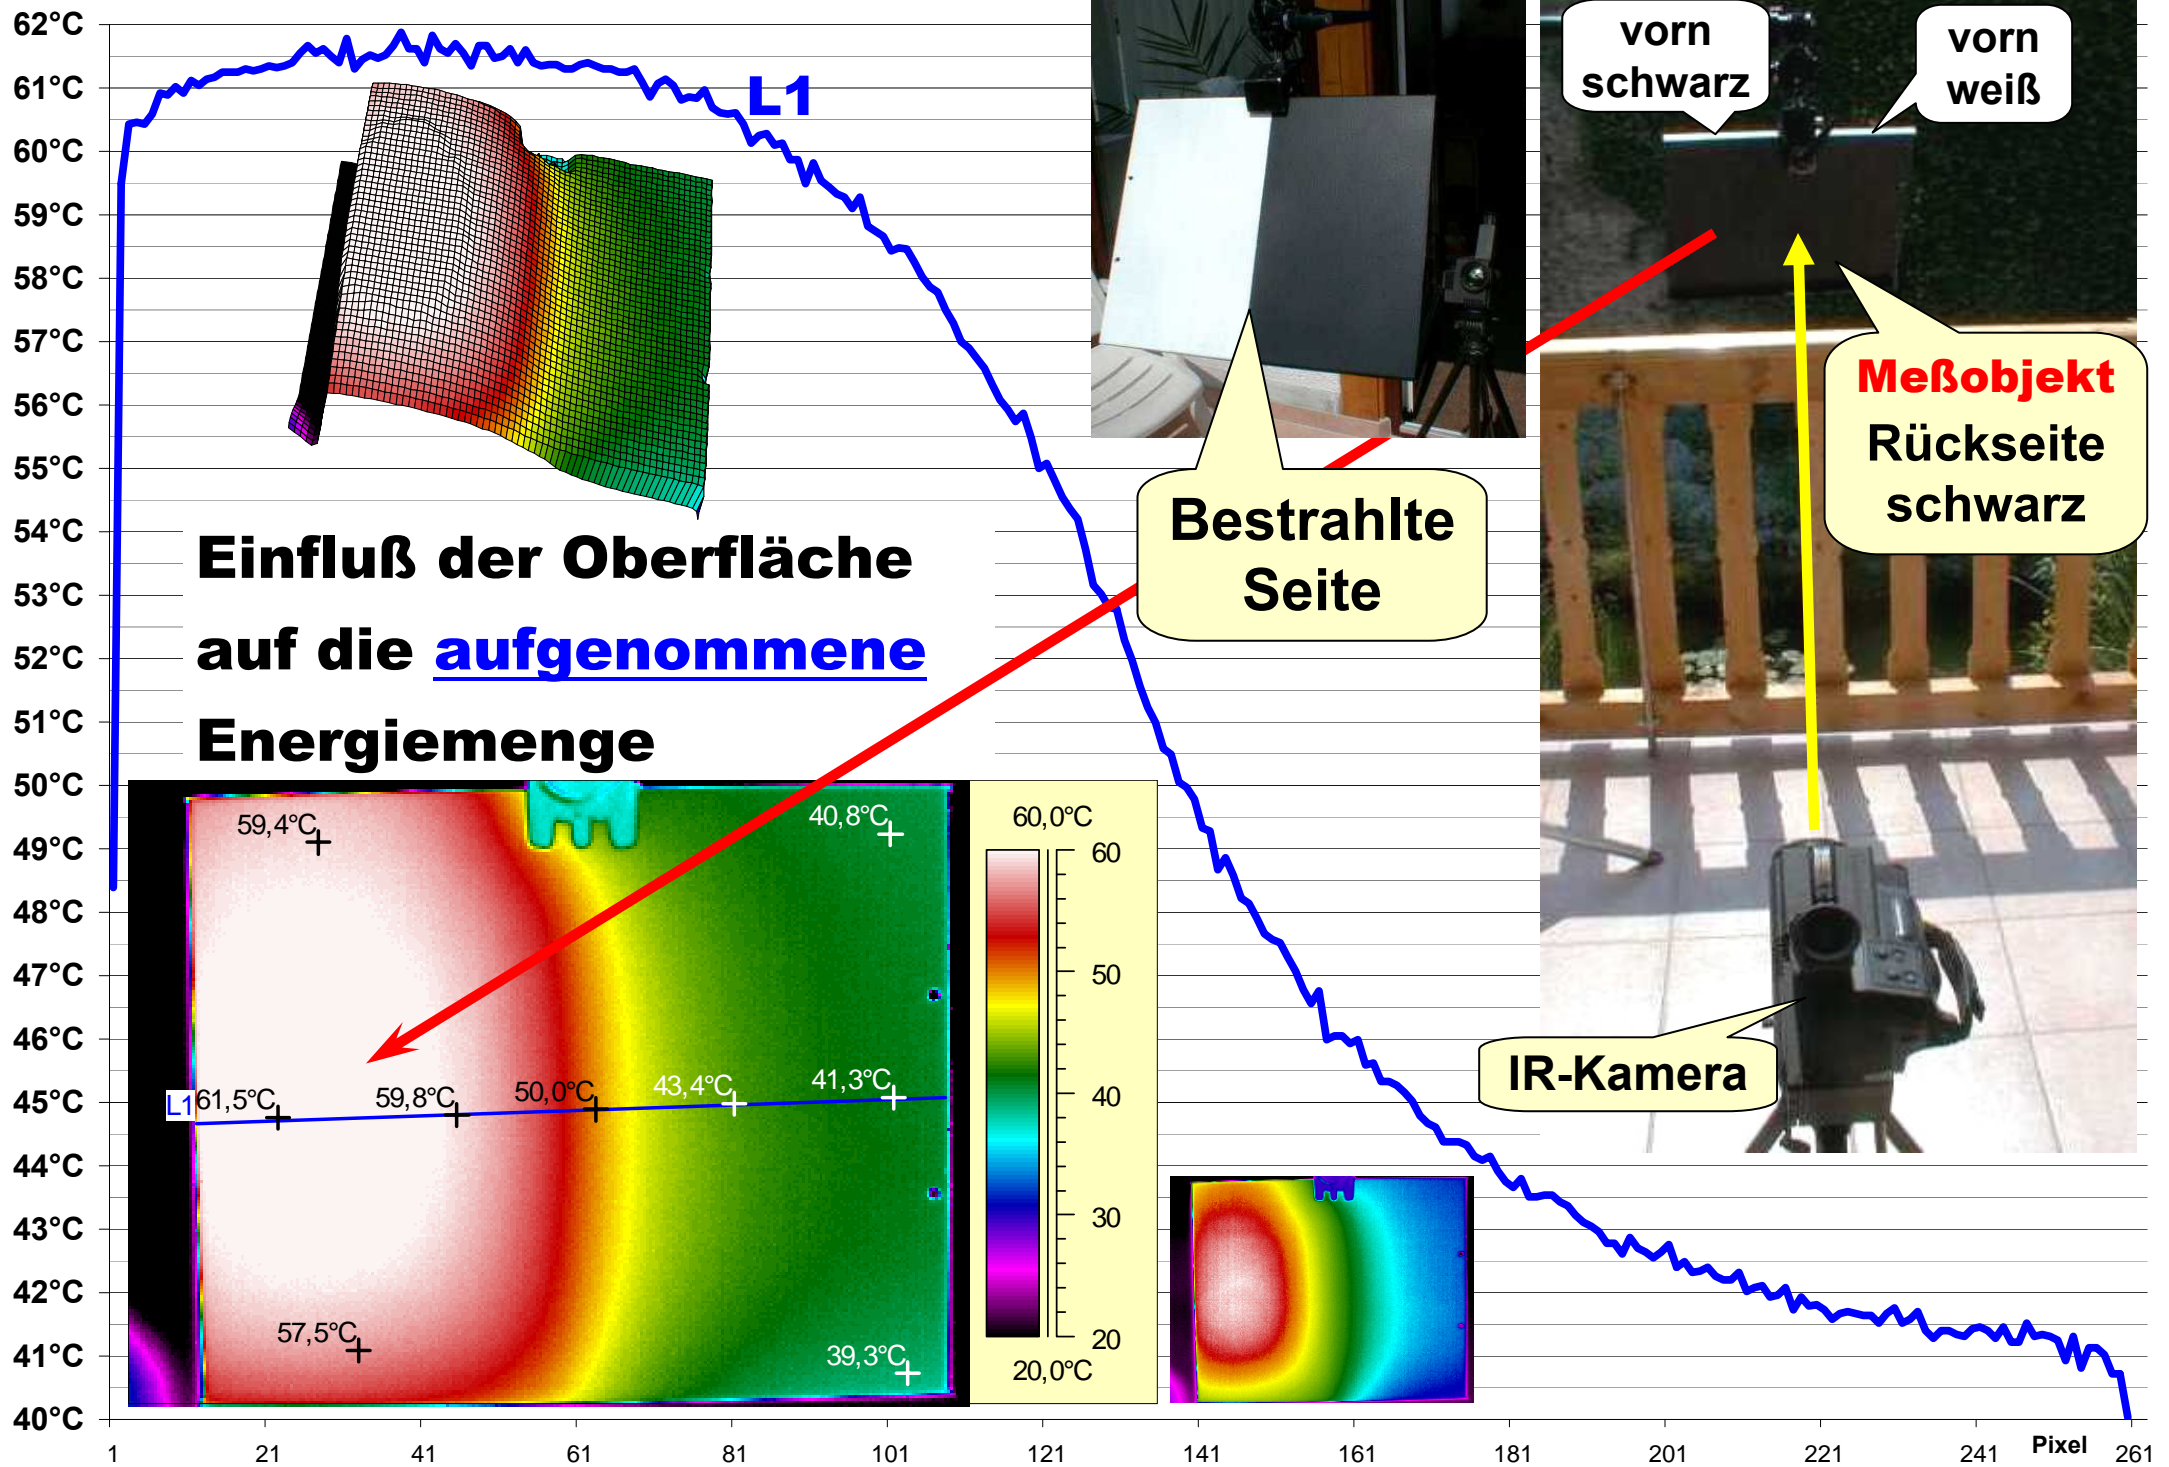 62°C
61°C
60°C
59°C
58°C
57°C
56°C
55°C
54°C
53°C
52°C
51°C
50°C
49°C
48°C
47°C
46°C
45°C
44°C
43°C
42°C
41°C
40°C
L1
vorn
schwarz
vorn
weiß
Meßobjekt
Rückseite
schwarz
Bestrahlte
Seite
Einfluß der Oberfläche
auf die aufgenommene
Energiemenge
59,4°C
40,8°C
L1
61,5°C
59,8°C
50,0°C
43,4°C
41,3°C
57,5°C
39,3°C
60,0°C
60
50
40
30
20
20,0°C
IR-Kamera
1
21
41
61
81
101
121
141
161
181
201
221
241
Pixel
261